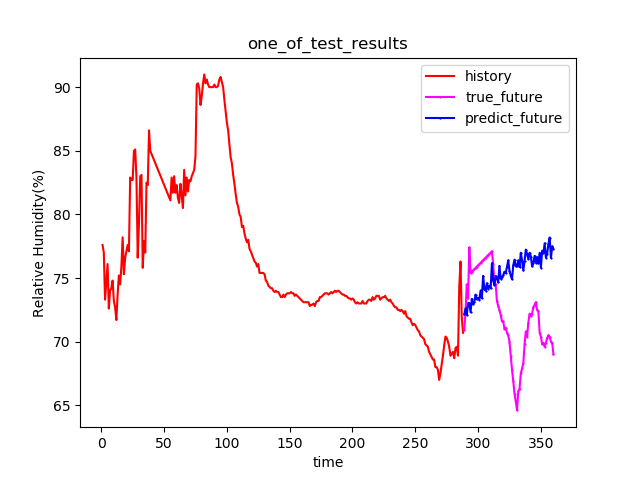 one_of_test_results
history
true_future
predict_future
Relative Humidity(%)
90
85
80
75
70
65
0 50 100 150 200 250 300 350
time